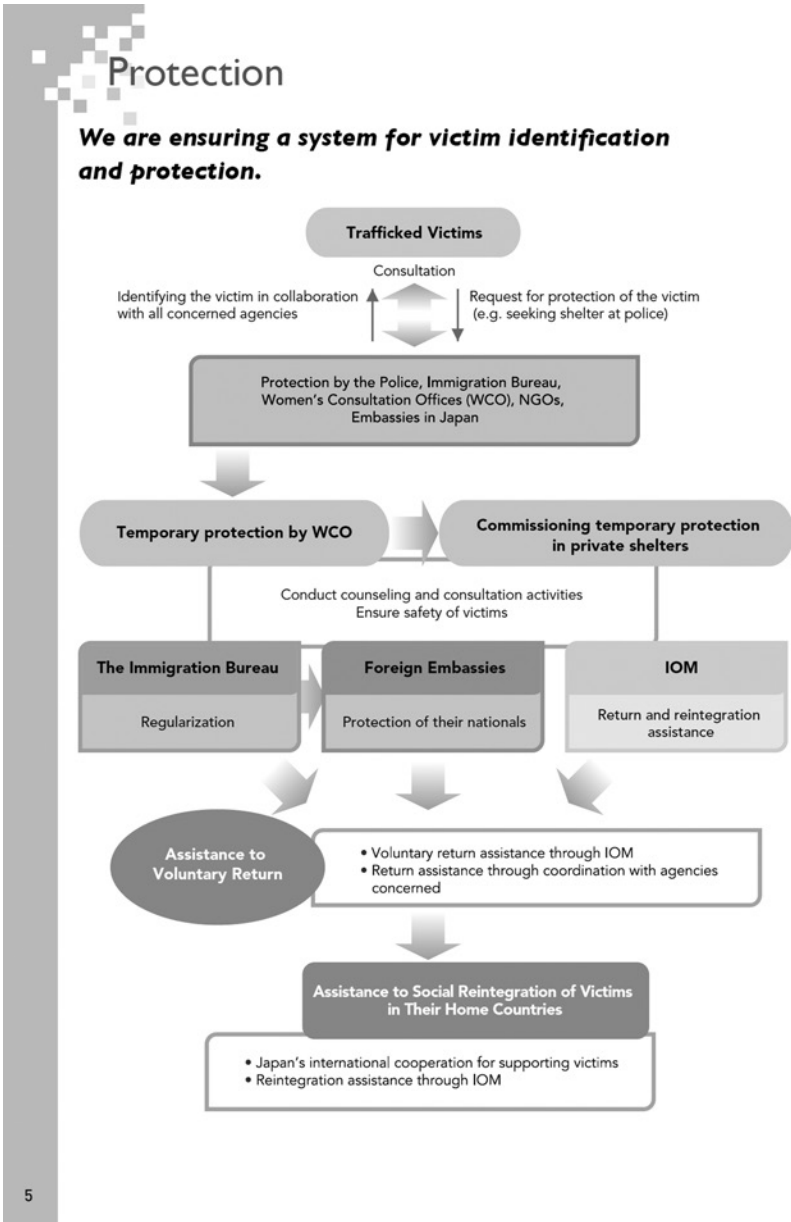 Protection
We are ensuring a system for victim identification
and protection.
Trafficked Victims
Consultation
Identifying the victim in collaboration
with all concerned agencies
Request for protection of the victim
(e.g. seeking shelter at police)
Protection by the Police, Immigration Bureau,
Women's Consultation Offices (WCO), NGOs,
Embassies in Japan
Temporary protection by WCO
Commissioning temporary protection
in private shelters
Conduct counseling and consultation activities
Ensure safety of victims
The Immigration Bureau
Regularization
Foreign Embassies
Protection of their nationals
IOM
Return and reintegration
assistance
Assistance to
Voluntary Return
• Voluntary return assistance through IOM
• Return assistance through coordination with agencies
concerned
Assistance to Social Reintegration of Victims
in Their Home Countries
• Japan's international cooperation for supporting victims
• Reintegration assistance through IOM
5